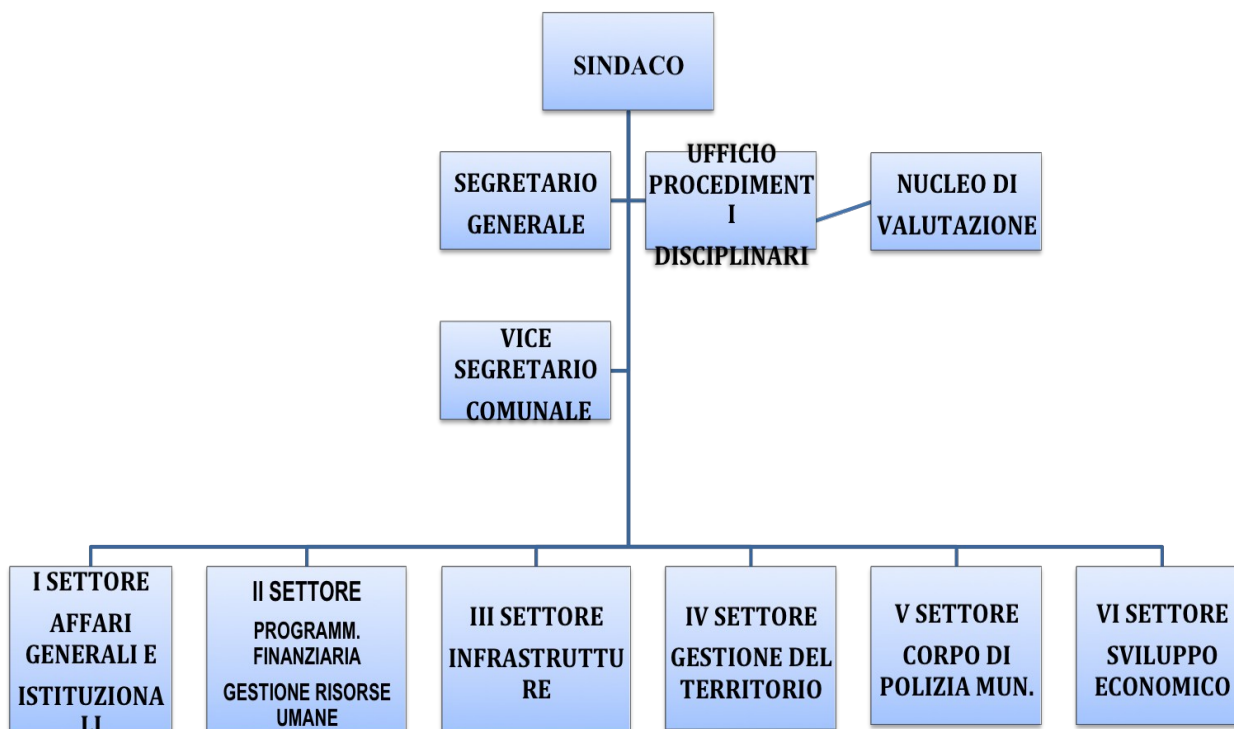 SINDACO
SEGRETARIO
GENERALE
UFFICIO
PROCEDIMENT
I
DISCIPLINARI
NUCLEO DI
VALUTAZIONE
VICE
SEGRETARIO
COMUNALE
I SETTORE
AFFARI
GENERALI E
ISTITUZIONA
LI
II SETTORE
PROGRAMM.
FINANZIARIA
GESTIONE RISORSE
UMANE
III SETTORE
INFRASTRUTTU
RE
IV SETTORE
GESTIONE DEL
TERRITORIO
V SETTORE
CORPO DI
POLIZIA MUN.
VI SETTORE
SVILUPPO
ECONOMICO